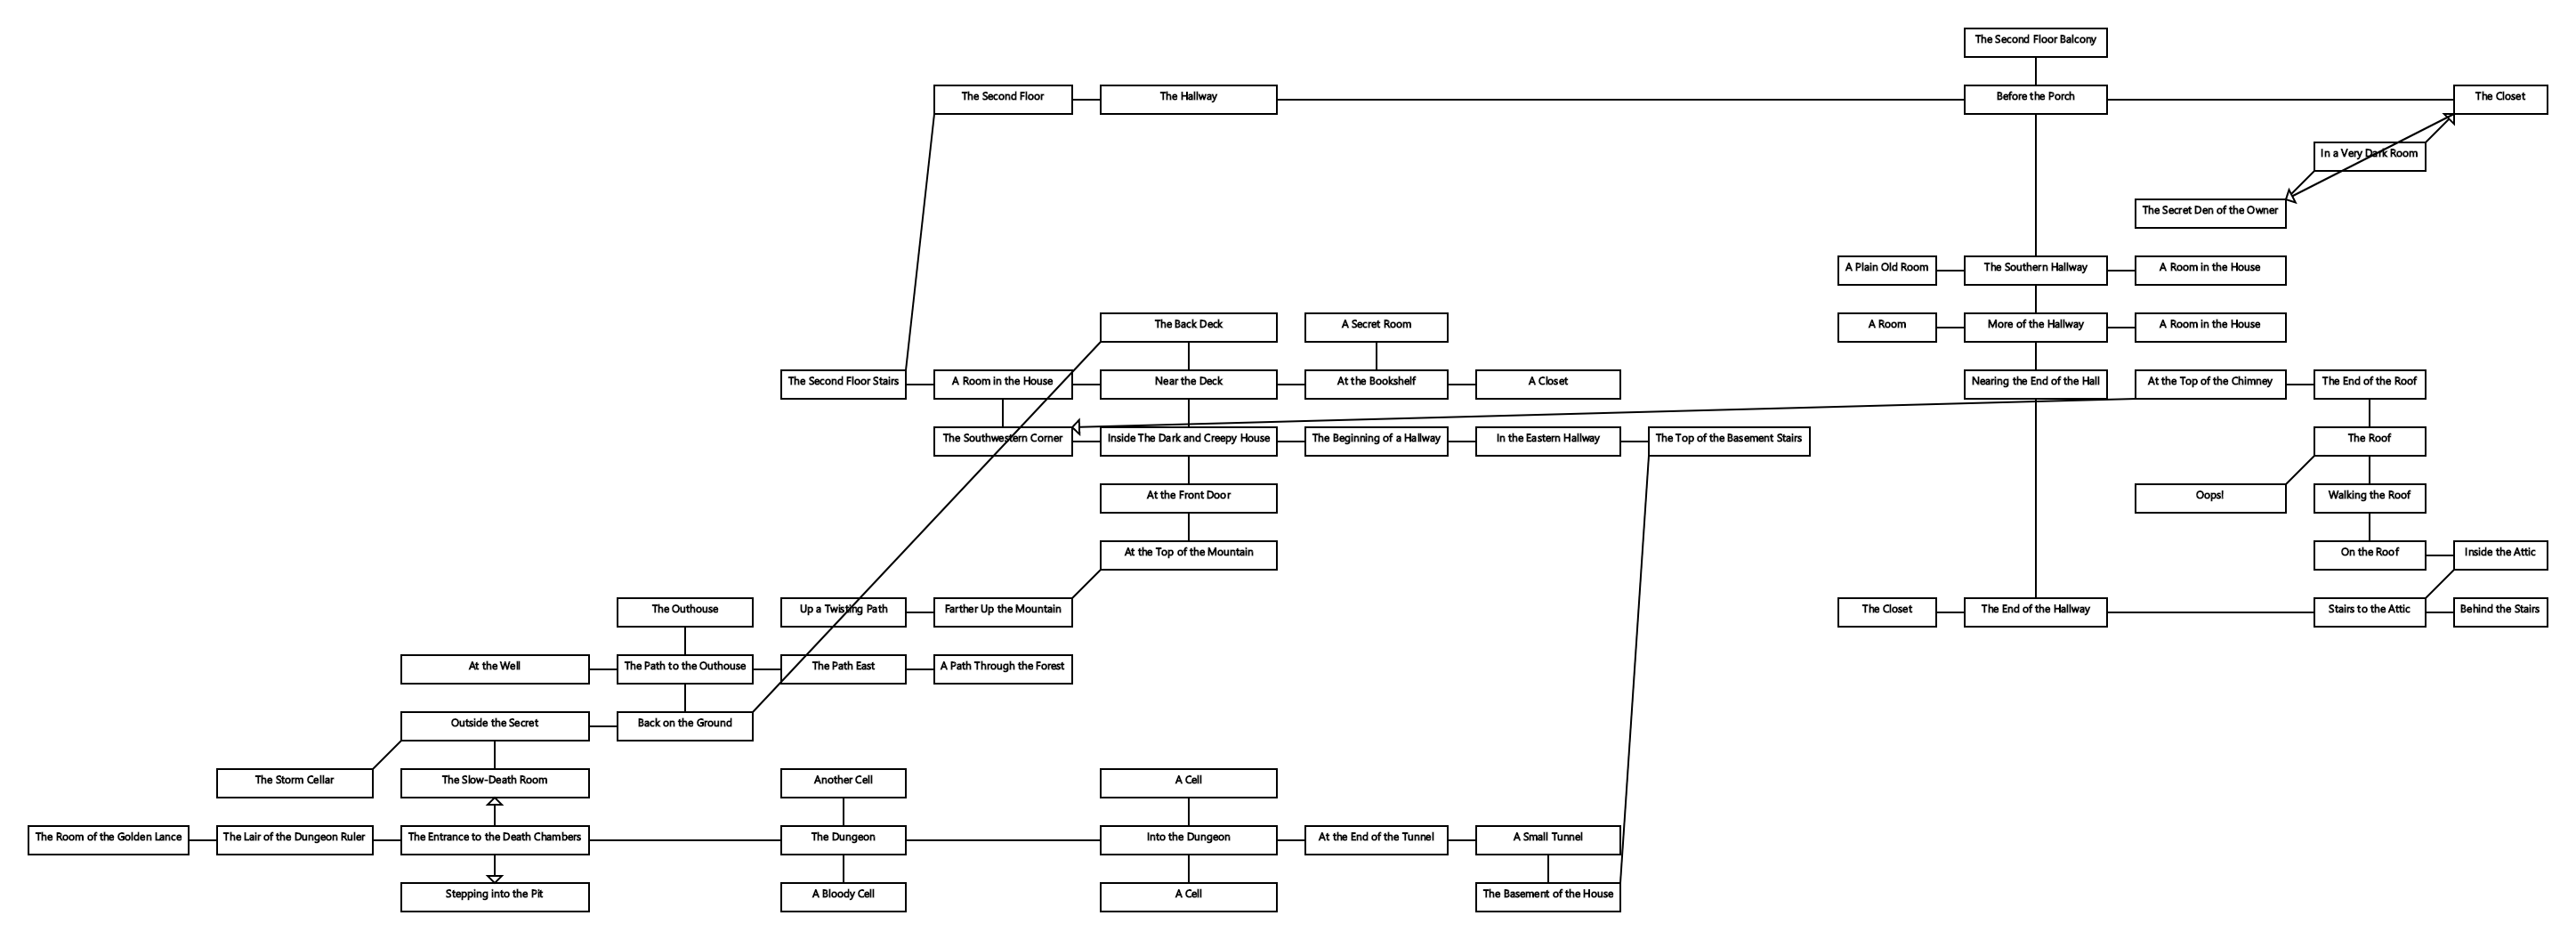 The Second Floor Balcony
The Second Floor
The Hallway
Before the Porch
The Closet
In a Very Dark Room
The Secret Den of the Owner
A Plain Old Room
The Southern Hallway
A Room in the House
The Back Deck
A Secret Room
A Room
More of the Hallway
A Room in the House
The Second Floor Stairs
A Room in the House
Near the Deck
At the Bookshelf
A Closet
Nearing the End of the Hall
At the Top of the Chimney
The End of the Roof
The Southwestern Corner
Inside The Dark and Creepy House
The Beginning of a Hallway
In the Eastern Hallway
The Top of the Basement Stairs
The Roof
At the Front Door
Oops!
Walking the Roof
At the Top of the Mountain
On the Roof
Inside the Attic
The Outhouse
Up a Twisting Path
Farther Up the Mountain
The Closet
The End of the Hallway
Stairs to the Attic
Behind the Stairs
At the Well
The Path to the Outhouse
The Path East
A Path Through the Forest
Outside the Secret
Back on the Ground
The Storm Cellar
The Slow-Death Room
Another Cell
A Cell
The Room of the Golden Lance
The Lair of the Dungeon Ruler
The Entrance to the Death Chambers
The Dungeon
Into the Dungeon
At the End of the Tunnel
A Small Tunnel
Stepping into the Pit
A Bloody Cell
A Cell
The Basement of the House